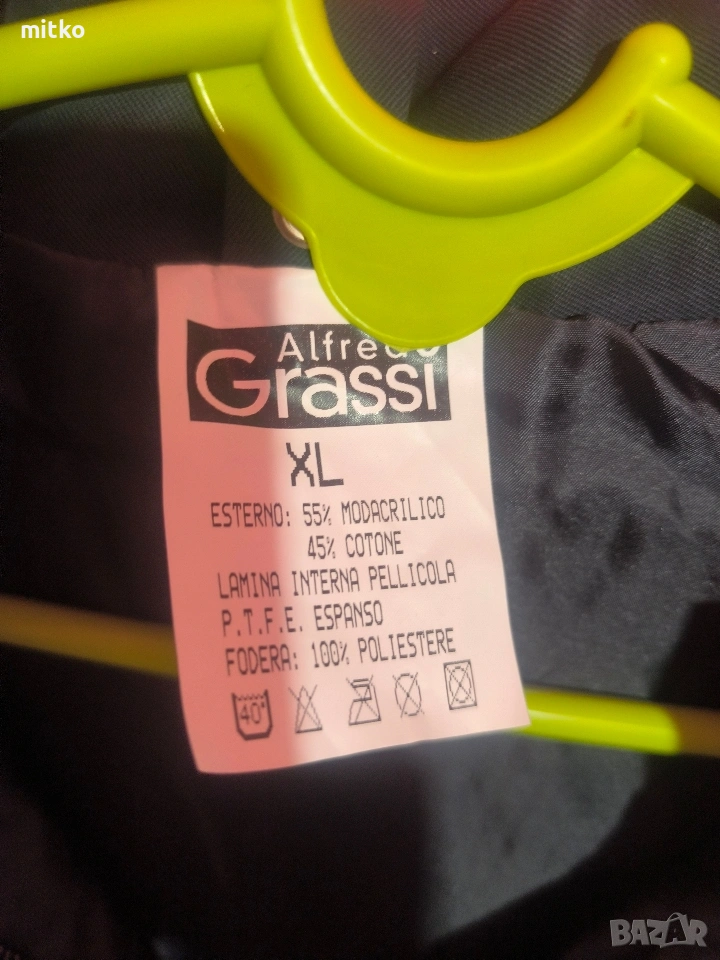 mitko
Alfredo
Grassi
XL
ESTERNO: 55% MODACRILICO
45% COTONE
LAMINA INTERNA PELLICOLA
P.T.F.E. ESPANSO
FODERA: 100% POLIESTERE
40°
BAZAR